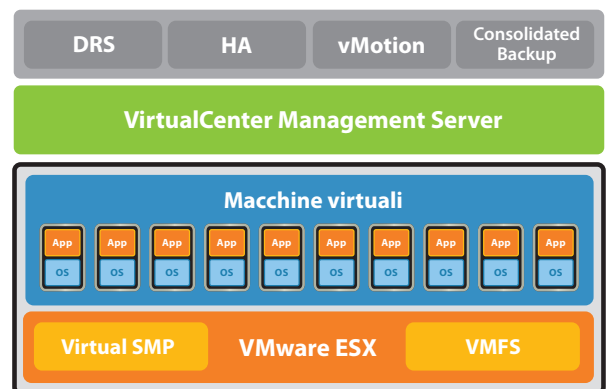 DRS HA vMotion Consolidated Backup
VirtualCenter Management Server
Macchine virtuali
App App App App App App App App App App
OS OS OS OS OS OS OS OS OS OS
Virtual SMP VMware ESX VMFS